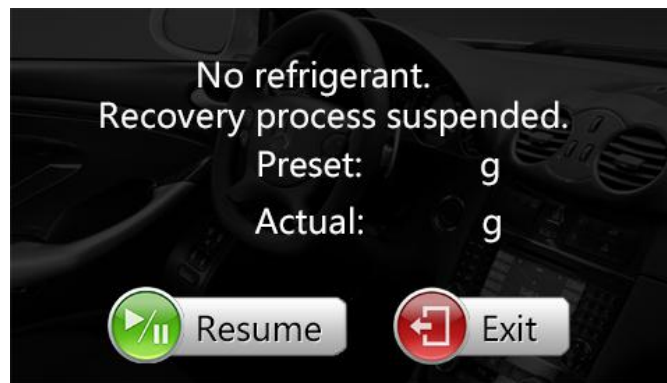 No refrigerant.
Recovery process suspended.
Preset: g
Actual: g
Resume
Exit